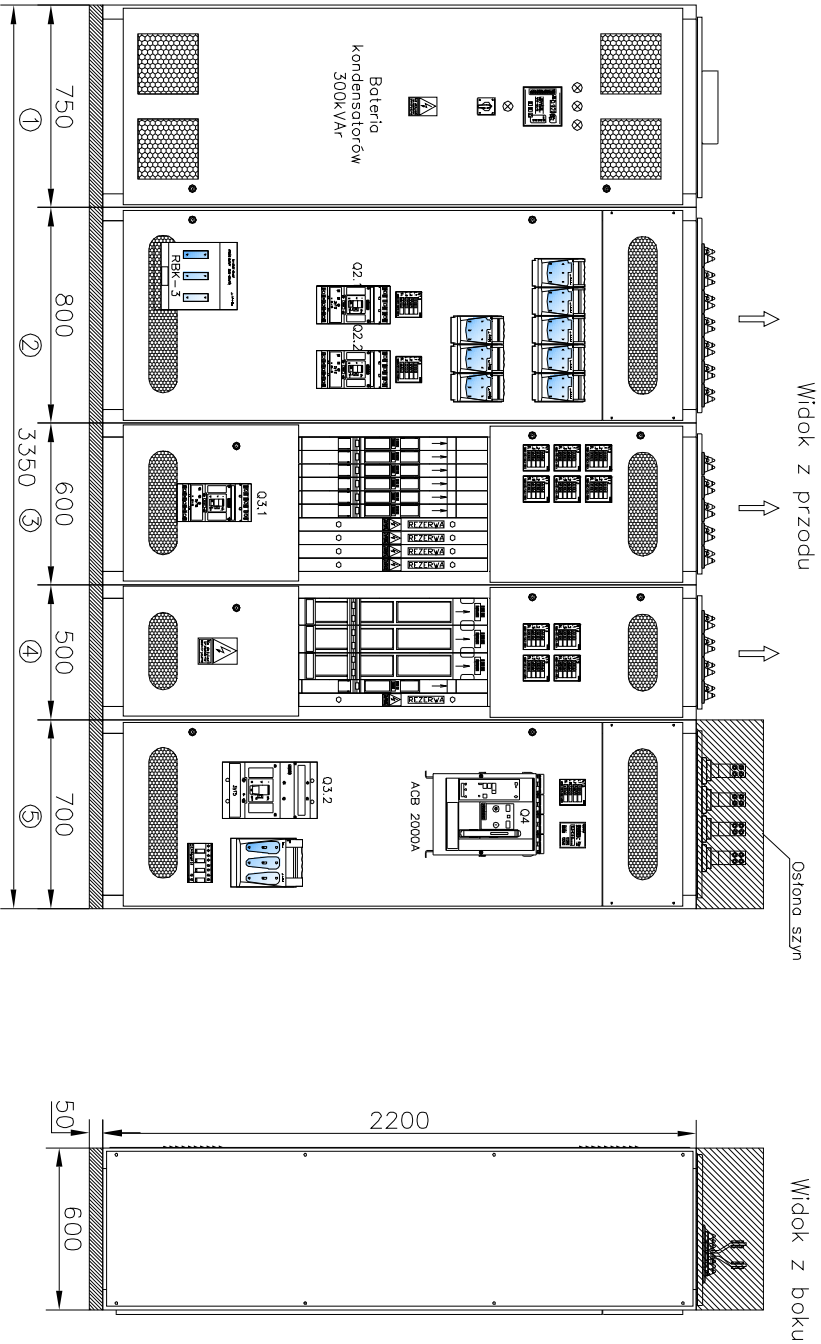 Widok z przodu
Osłona szyn
Bateria
kondensatorów
300kVAr
RBK-3
Q2.
Q2.2
Q3.1
REZERWA
REZERWA
REZERWA
REZERWA
REZERWA
Q3.2
Q4
ACB 2000A
750
800
600
500
700
1
2
3
4
5
3350
Widok z boku
2200
50
600